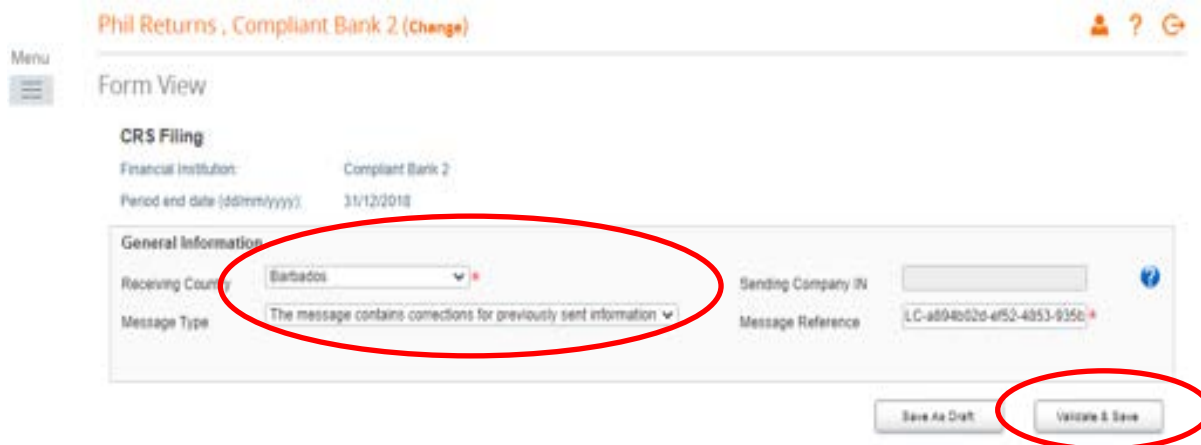 Phil Returns , Compliant Bank 2 (Change)
?
Menu
Form View
CRS Filing
Financial Institution: Compliant Bank 2
Period end date (dd/mm/yyyy): 31/12/2018
General Information
Receiving Country Barbados * Sending Company IN ?
Message Type The message contains corrections for previously sent information Message Reference LC-a894b02d-ef52-4853-935b *
Save As Draft Validate & Save